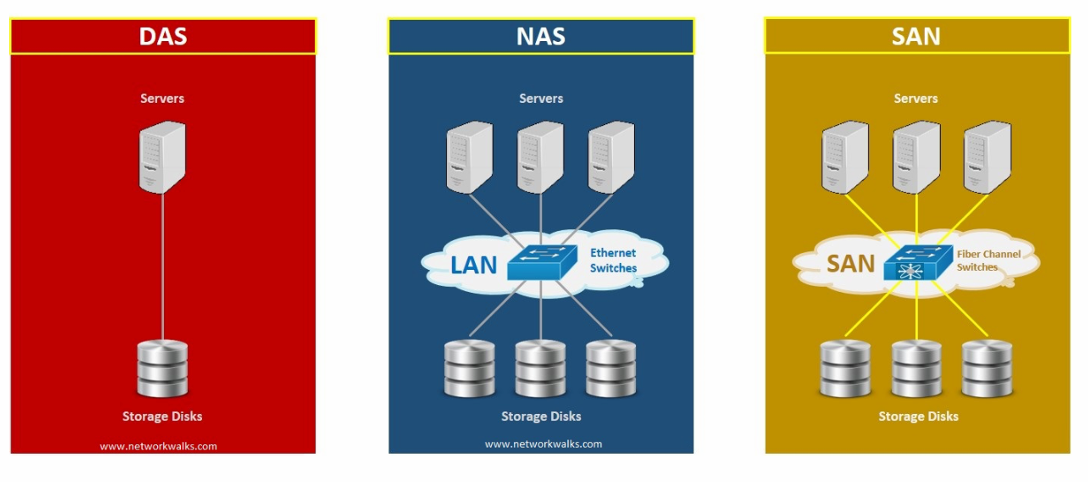 DAS
Servers
Storage Disks
www.networkwalks.com
NAS
Servers
LAN
Ethernet
Switches
Storage Disks
www.networkwalks.com
SAN
Servers
SAN
Fiber Channel
Switches
Storage Disks